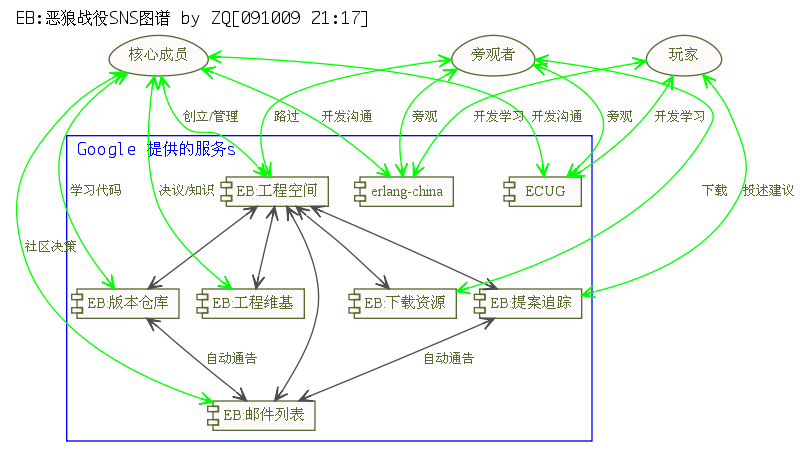 EB:恶狼战役SNS图谱 by ZQ[091009 21:17]
核心成员
旁观者
玩家
创立/管理
路过
开发沟通
旁观
开发学习
开发沟通
旁观
开发学习
Google 提供的服务s
EB:工程空间
erlang-china
ECUG
学习代码
决议/知识
下载
投述建议
社区决策
EB:版本仓库
EB:工程维基
EB:下载资源
EB:提案追踪
自动通告
自动通告
EB:邮件列表